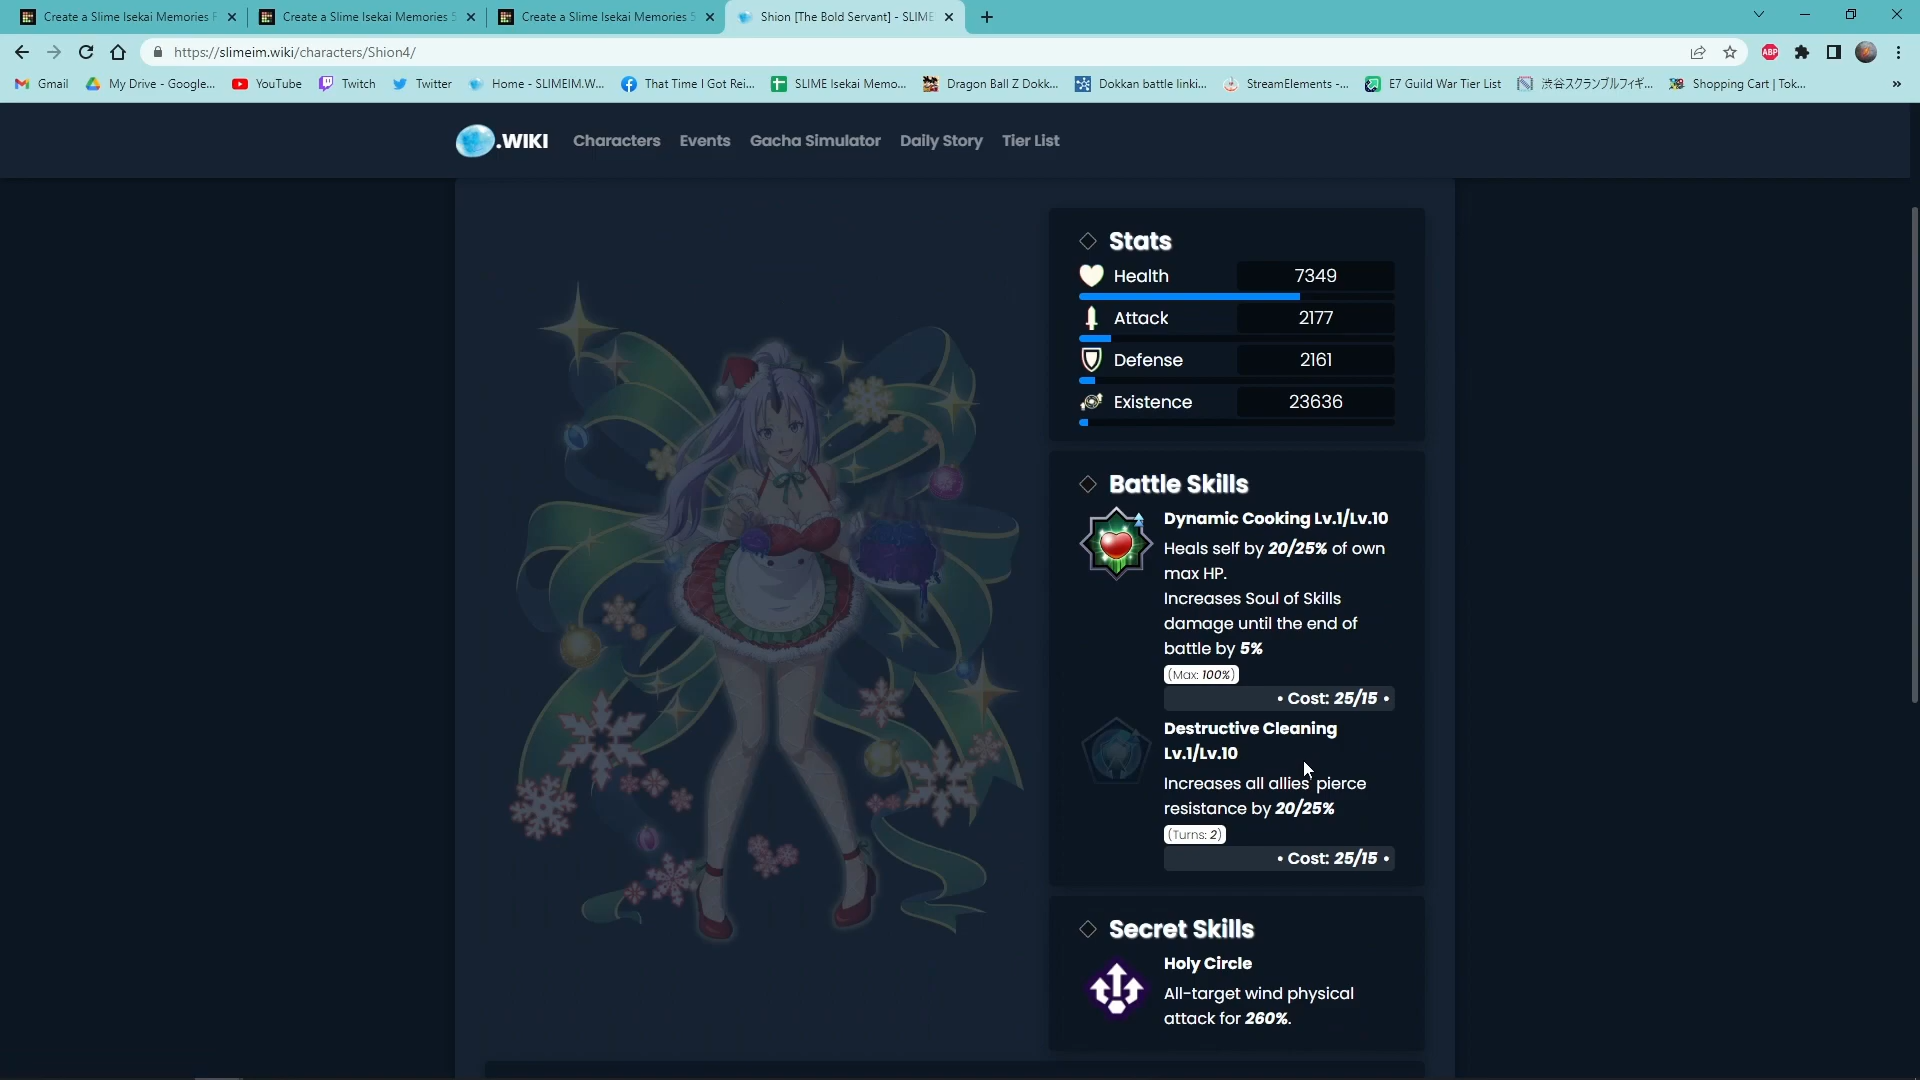 Create a Slime Isekai Memories F
Create a Slime Isekai Memories 5
Create a Slime Isekai Memories 5
Shion [The Bold Servant] - SLIME
https://slimeim.wiki/characters/Shion4/
ABP
Gmail
My Drive - Google...
YouTube
Twitch
Twitter
Home - SLIMEIM.W...
That Time I Got Rei...
SLIME Isekai Memo...
Dragon Ball Z Dokk...
Dokkan battle linki...
StreamElements -...
E7 Guild War Tier List
渋谷スクランブルフィギ...
Shopping Cart | Tok...
»
.WIKI
Characters
Events
Gacha Simulator
Daily Story
Tier List
Stats
Health 7349
Attack 2177
Defense 2161
Existence 23636
Battle Skills
Dynamic Cooking Lv.1/Lv.10
Heals self by 20/25% of own
max HP.
Increases Soul of Skills
damage until the end of
battle by 5%
(Max: 100%)
• Cost: 25/15 •
Destructive Cleaning
Lv.1/Lv.10
Increases all allies' pierce
resistance by 20/25%
(Turns: 2)
• Cost: 25/15 •
Secret Skills
Holy Circle
All-target wind physical
attack for 260%.